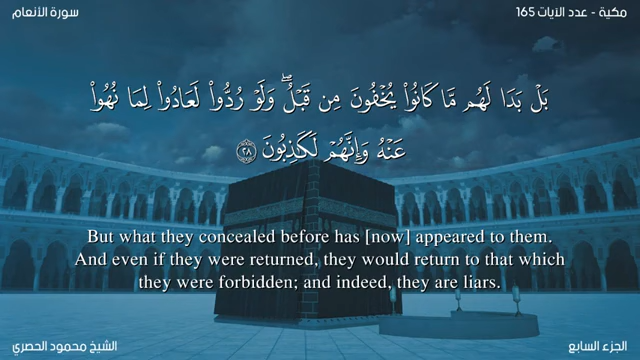 سورة الأنعام
مكية - عدد الآيات 165
بَلْ بَدَا لَهُم مَّا كَانُوا۟ يُخْفُونَ مِن قَبْلُ ۖ وَلَوْ رُدُّوا۟ لَعَادُوا۟ لِمَا نُهُوا۟
عَنْهُ وَإِنَّهُمْ لَكَـٰذِبُونَ ٢٨
But what they concealed before has [now] appeared to them.
And even if they were returned, they would return to that which
they were forbidden; and indeed, they are liars.
الشيخ محمود الحصري
الجزء السابع